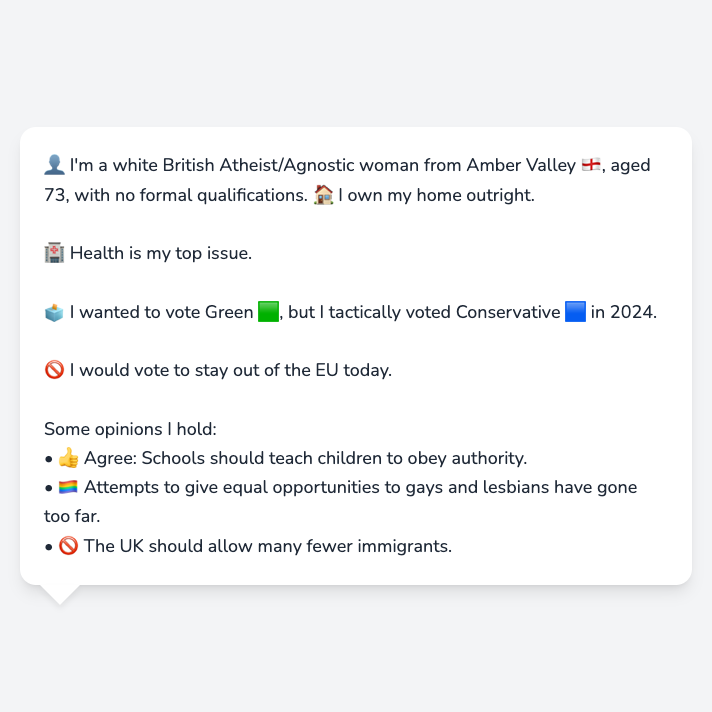 👤 I'm a white British Atheist/Agnostic woman from Amber Valley 🏴󠁧󠁢󠁥󠁮󠁧󠁿, aged
73, with no formal qualifications. 🏠 I own my home outright.
🏥 Health is my top issue.
🗳️ I wanted to vote Green 🟩, but I tactically voted Conservative 🟦 in 2024.
🚫 I would vote to stay out of the EU today.
Some opinions I hold:
• 👍 Agree: Schools should teach children to obey authority.
• 🏳️‍🌈 Attempts to give equal opportunities to gays and lesbians have gone
too far.
• 🚫 The UK should allow many fewer immigrants.